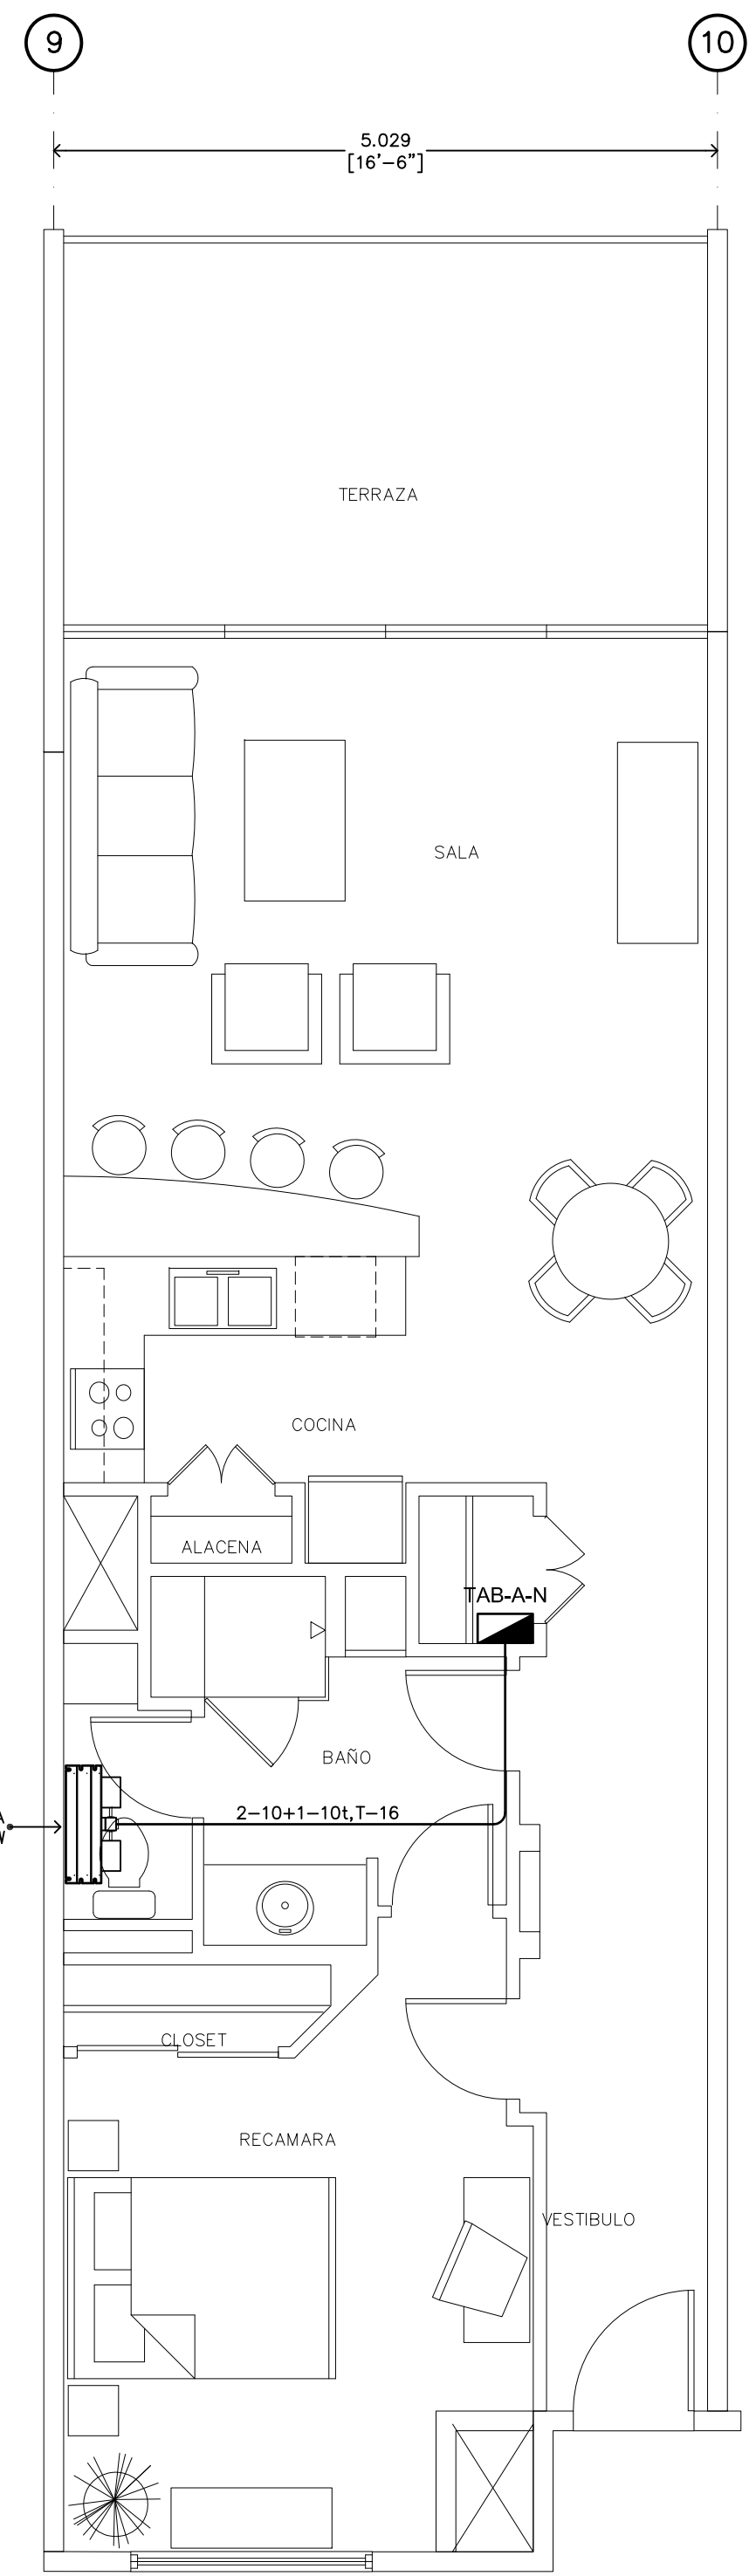 9
10
5.029
[16'-6"]
TERRAZA
SALA
COCINA
ALACENA
TAB-A-N
BAÑO
2-10+1-10t,T-16
CLOSET
RECAMARA
VESTIBULO